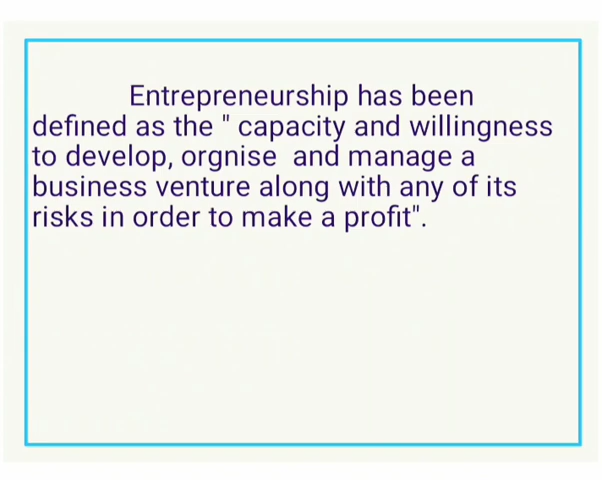 Entrepreneurship has been
defined as the " capacity and willingness
to develop, orgnise  and manage a
business venture along with any of its
risks in order to make a profit".